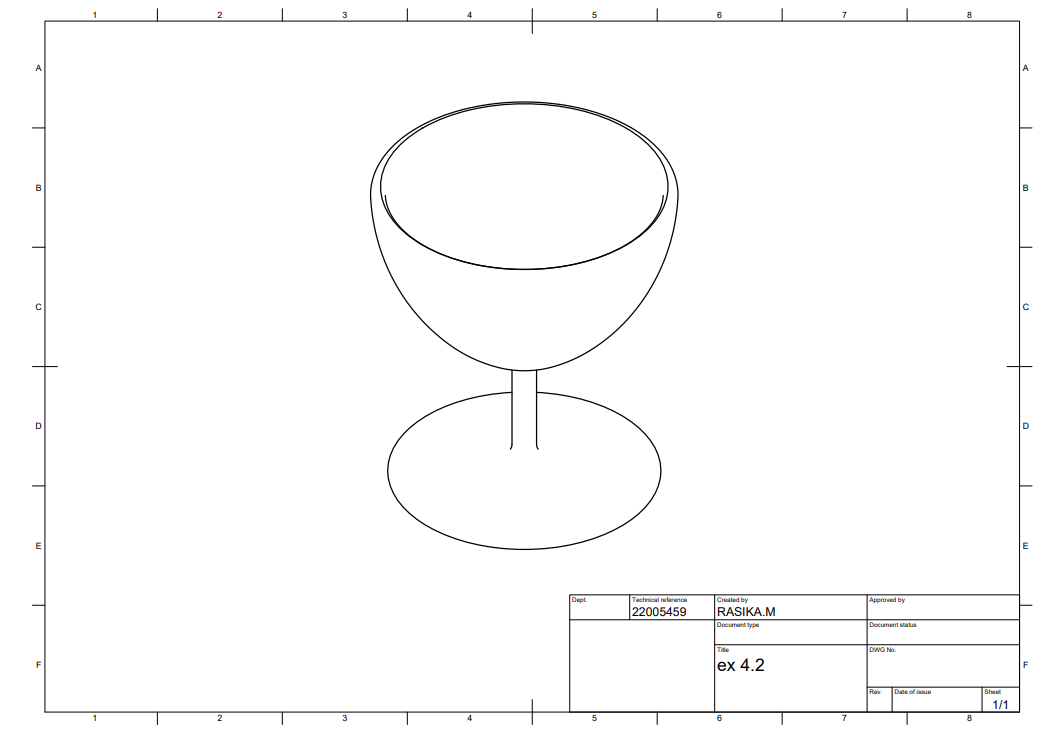 1 2 3 4 5 6 7 8
A A
B B
C C
D D
E E
Dept. Technical reference Created by Approved by
22005459 RASIKA.M
Document type Document status
Title DWG No.
F ex 4.2 F
Rev. Date of issue Sheet
1/1
1 2 3 4 5 6 7 8